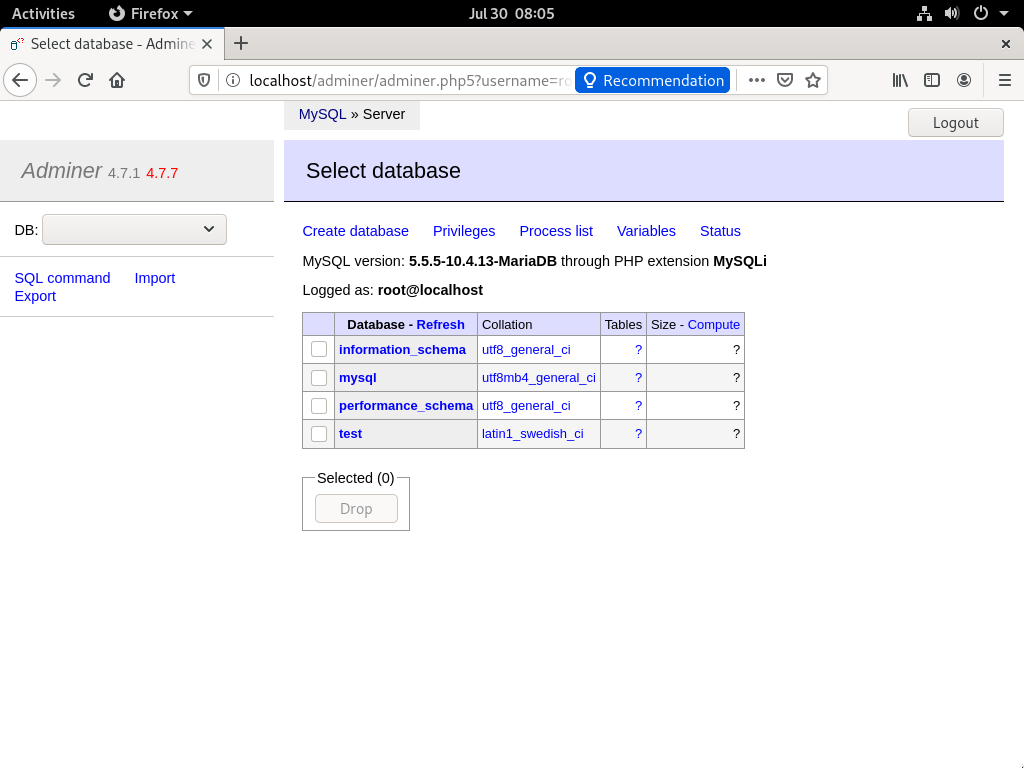 Activities Firefox Jul 30 08:05
Select database - Admine
localhost/adminer/adminer.php5?username=ro Recommendation
MySQL » Server
Logout
Adminer 4.7.1 4.7.7
Select database
DB:
SQL command Import
Export
Create database Privileges Process list Variables Status
MySQL version: 5.5.5-10.4.13-MariaDB through PHP extension MySQLi
Logged as: root@localhost
Database - Refresh Collation Tables Size - Compute
information_schema utf8_general_ci ? ?
mysql utf8mb4_general_ci ? ?
performance_schema utf8_general_ci ? ?
test latin1_swedish_ci ? ?
Selected (0)
Drop